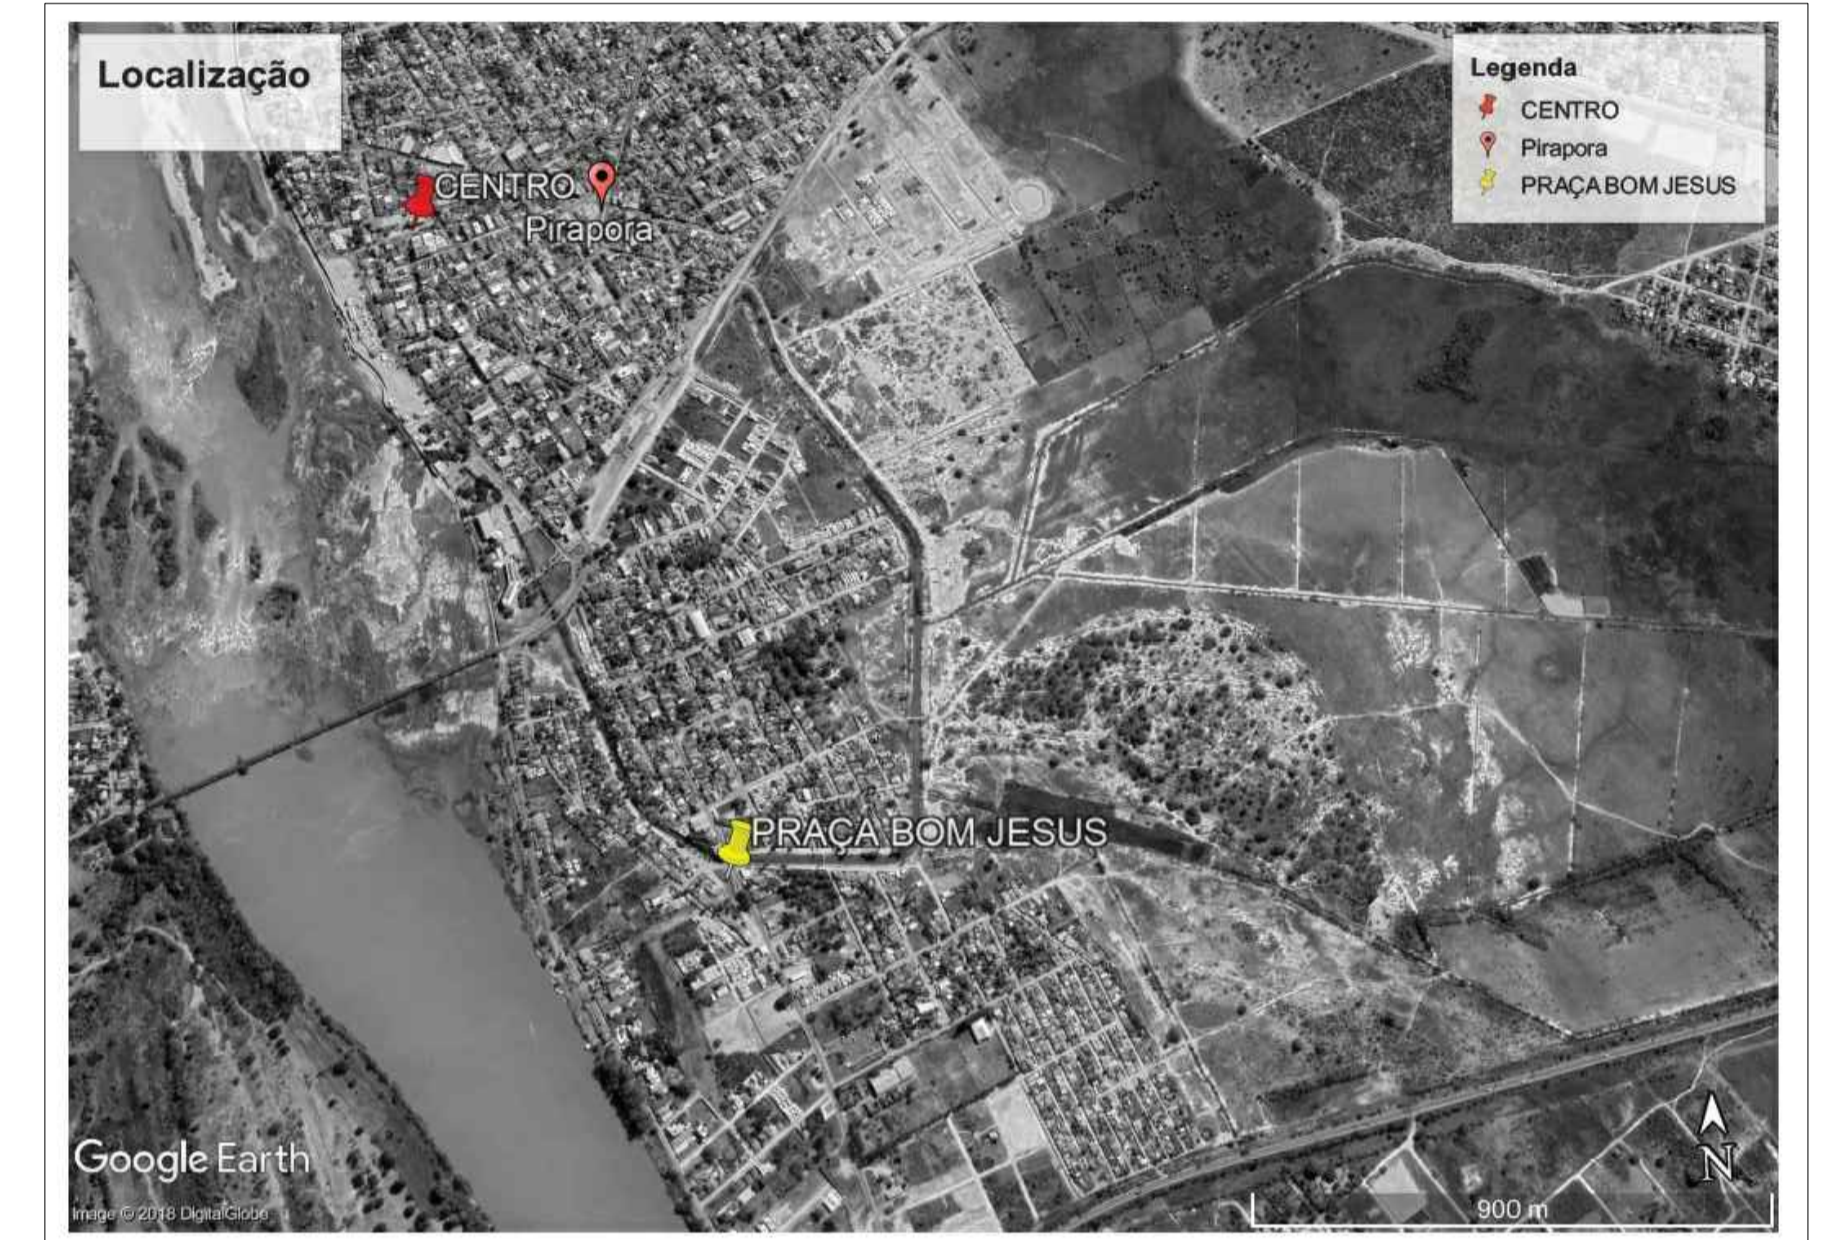 Localização
Legenda
CENTRO
Pirapora
PRAÇA BOM JESUS
CENTRO
Pirapora
PRAÇA BOM JESUS
Google Earth
Image © 2018 DigitalGlobe
N
900 m